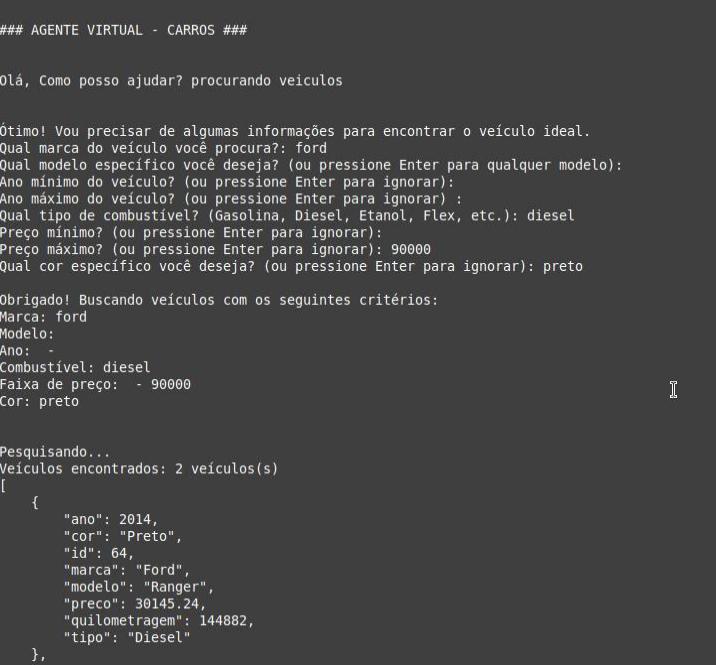 ### AGENTE VIRTUAL - CARROS ###
Olá, Como posso ajudar? procurando veiculos
Ótimo! Vou precisar de algumas informações para encontrar o veículo ideal.
Qual marca do veículo você procura?: ford
Qual modelo específico você deseja? (ou pressione Enter para qualquer modelo):
Ano mínimo do veículo? (ou pressione Enter para ignorar):
Ano máximo do veículo? (ou pressione Enter para ignorar) :
Qual tipo de combustível? (Gasolina, Diesel, Etanol, Flex, etc.): diesel
Preço mínimo? (ou pressione Enter para ignorar):
Preço máximo? (ou pressione Enter para ignorar): 90000
Qual cor específico você deseja? (ou pressione Enter para ignorar): preto
Obrigado! Buscando veículos com os seguintes critérios:
Marca: ford
Modelo:
Ano:  -
Combustível: diesel
Faixa de preço:  - 90000
Cor: preto
Pesquisando...
Veículos encontrados: 2 veículos(s)
[
    {
        "ano": 2014,
        "cor": "Preto",
        "id": 64,
        "marca": "Ford",
        "modelo": "Ranger",
        "preco": 30145.24,
        "quilometragem": 144882,
        "tipo": "Diesel"
    },